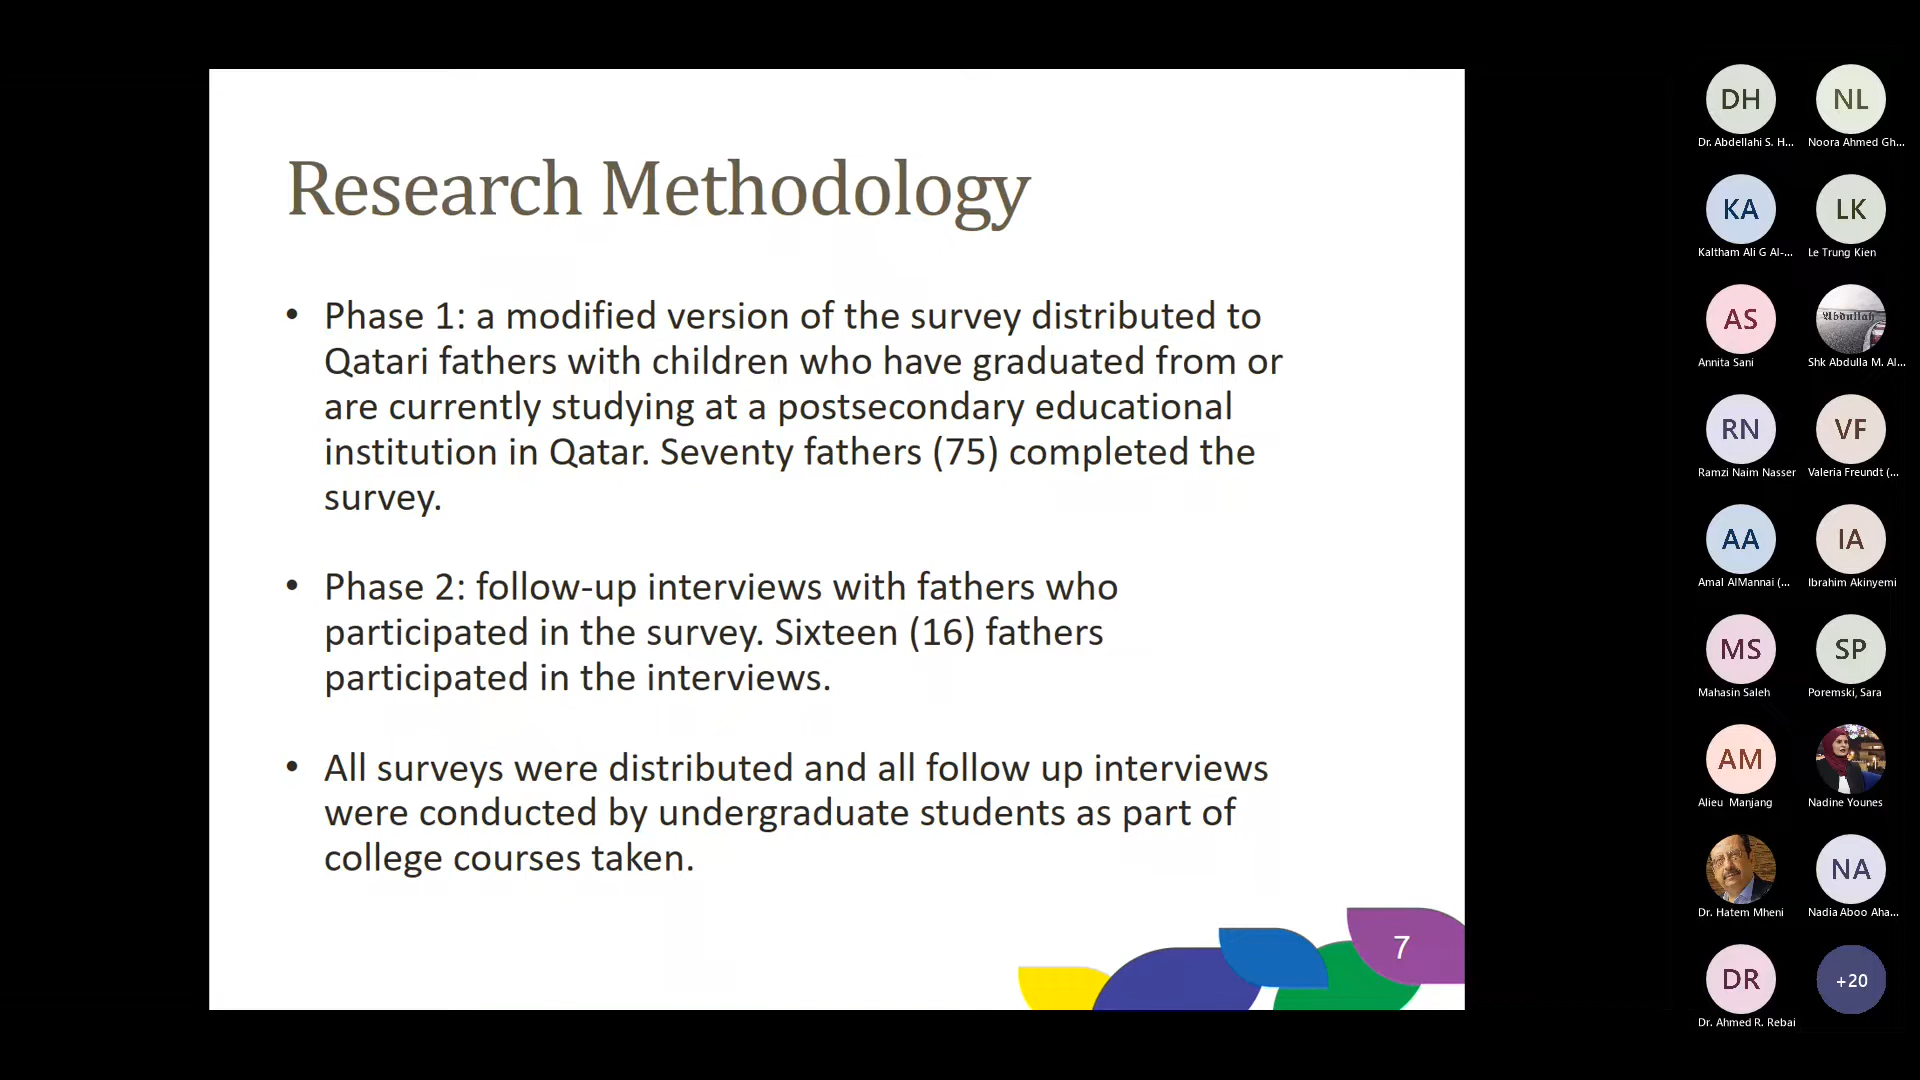 Research Methodology
• Phase 1: a modified version of the survey distributed to
Qatari fathers with children who have graduated from or
are currently studying at a postsecondary educational
institution in Qatar. Seventy fathers (75) completed the
survey.
• Phase 2: follow-up interviews with fathers who
participated in the survey. Sixteen (16) fathers
participated in the interviews.
• All surveys were distributed and all follow up interviews
were conducted by undergraduate students as part of
college courses taken.
7
DH
Dr. Abdellahi S. H...
NL
Noora Ahmed Gh...
KA
Kaltham Ali G Al-...
LK
Le Trung Kien
AS
Annita Sani
Abdullah
Shk Abdulla M. Al...
RN
Ramzi Naim Nasser
VF
Valeria Freundt (...
AA
Amal AlMannai (...
IA
Ibrahim Akinyemi
MS
Mahasin Saleh
SP
Poremski, Sara
AM
Alieu Manjang
Nadine Younes
Dr. Hatem Mheni
NA
Nadia Aboo Aha...
DR
Dr. Ahmed R. Rebai
+20